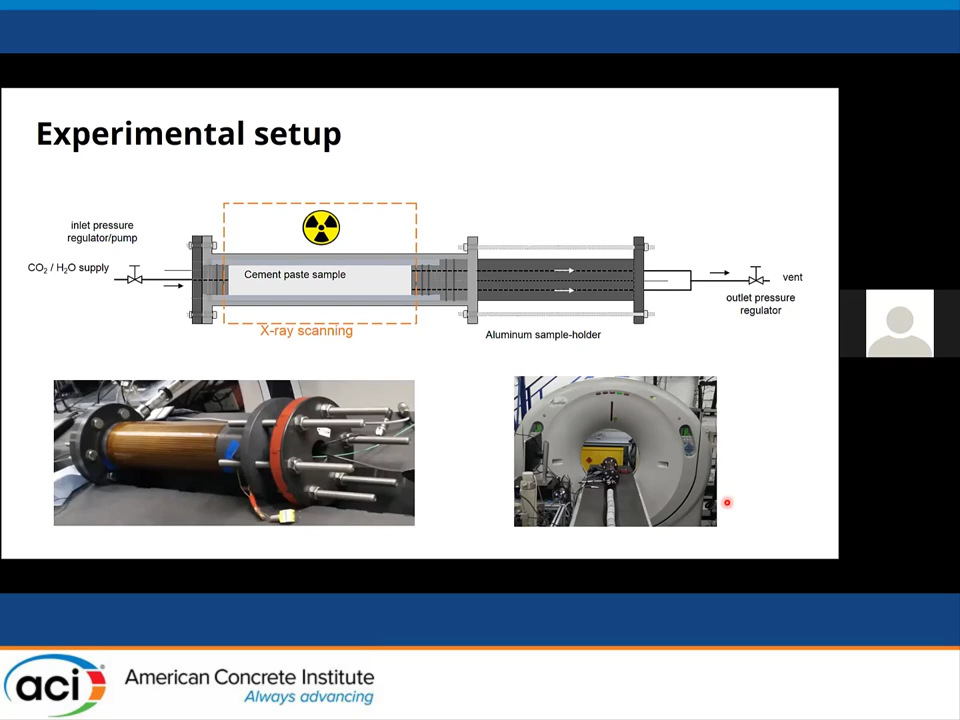 Experimental setup
inlet pressure
regulator/pump
CO₂ / H₂O supply
Cement paste sample
X-ray scanning
Aluminum sample-holder
vent
outlet pressure
regulator
aci
American Concrete Institute
Always advancing